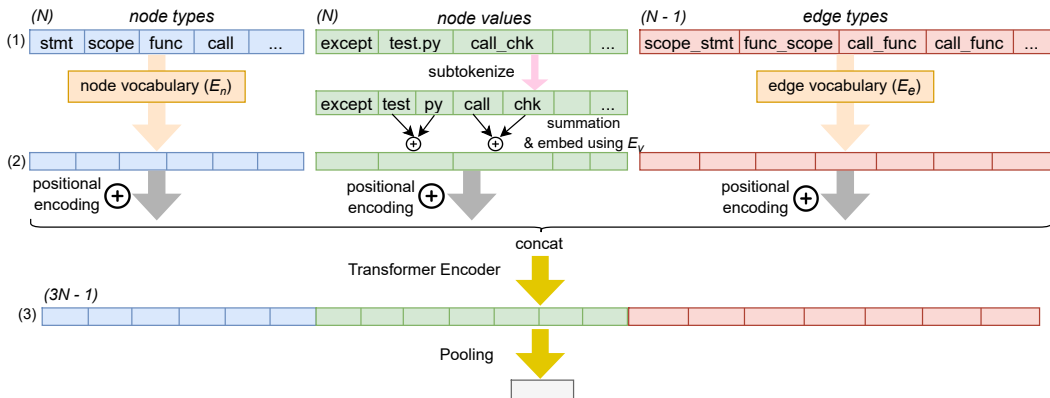 (N) node types
(N) node values
(N - 1) edge types
(1) stmt scope func call ...
except test.py call_chk ...
scope_stmt func_scope call_func call_func ...
subtokenize
node vocabulary (En)
edge vocabulary (Ee)
except test py call chk ...
summation
& embed using Ev
+ +
(2)
positional
encoding +
positional
encoding +
positional
encoding +
concat
Transformer Encoder
(3N - 1)
(3)
Pooling